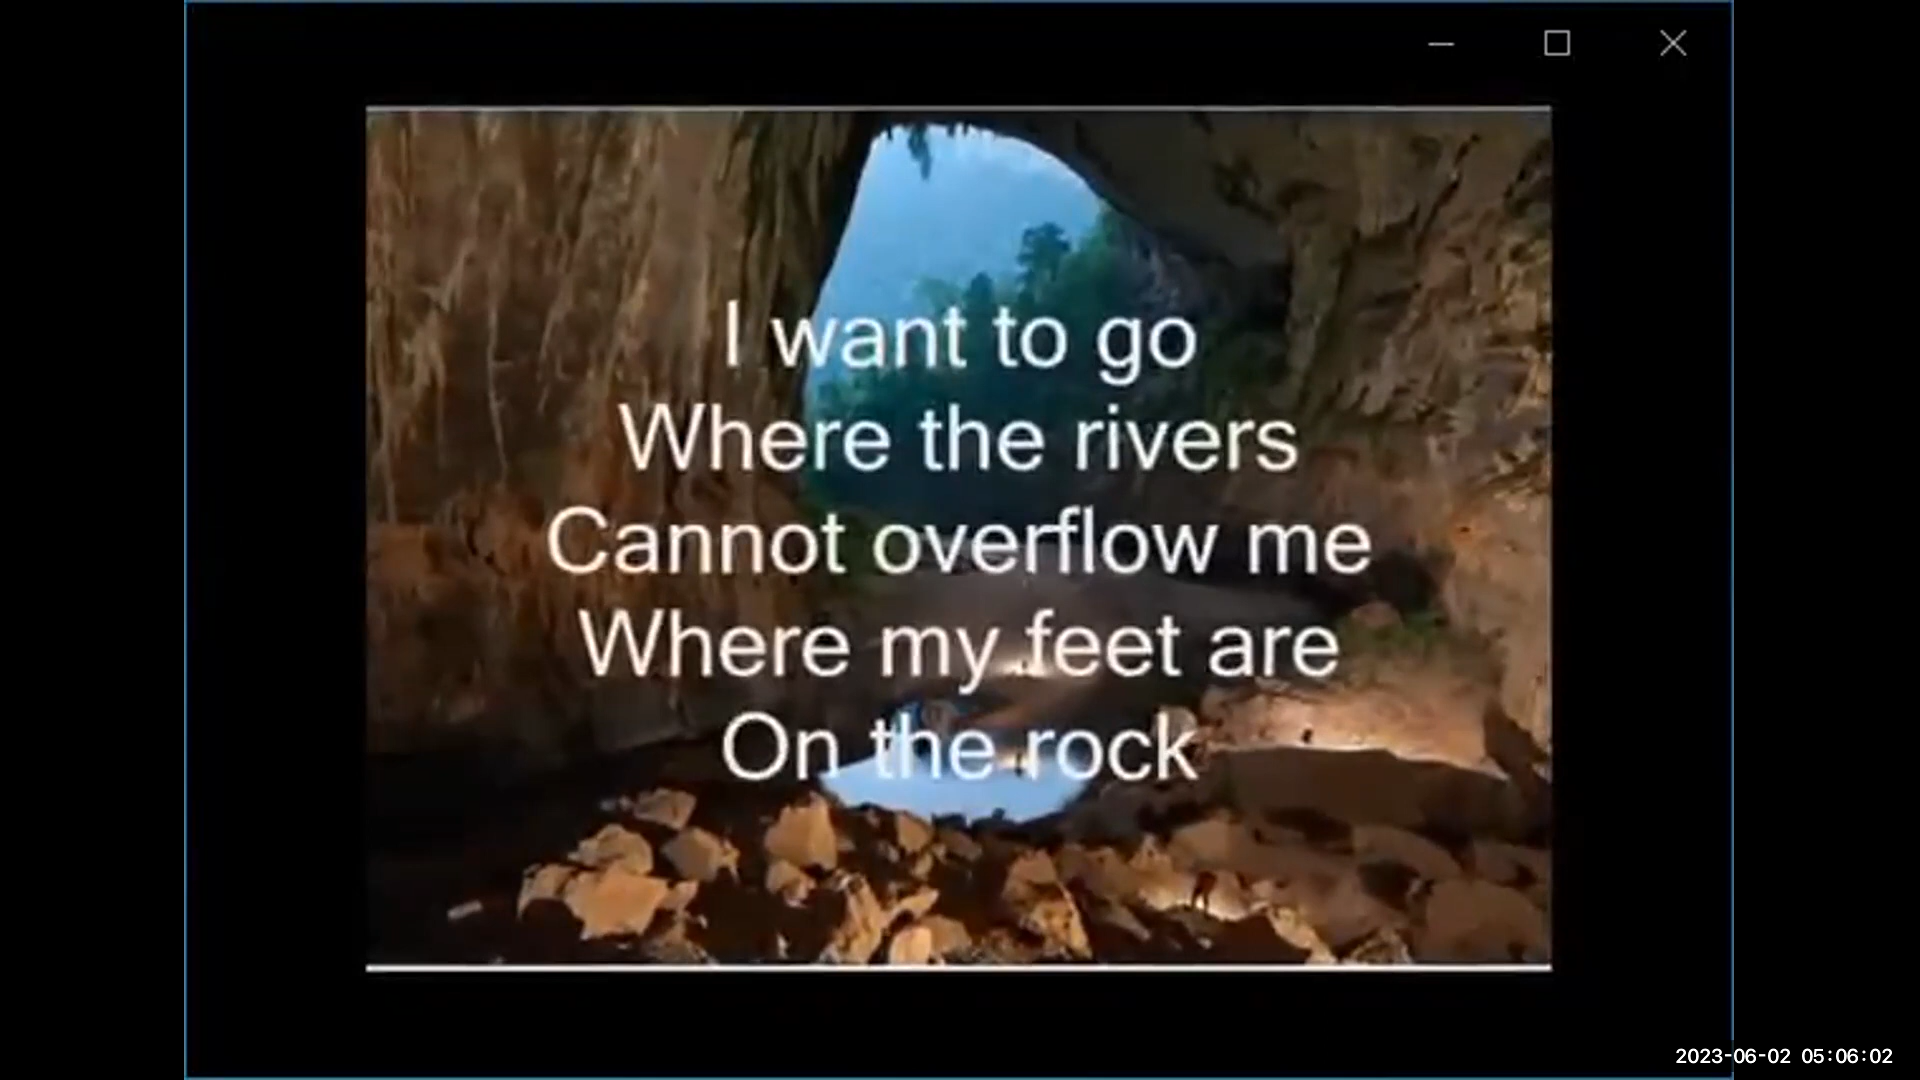 I want to go
Where the rivers
Cannot overflow me
Where my feet are
On the rock
2023-06-02 05:06:02